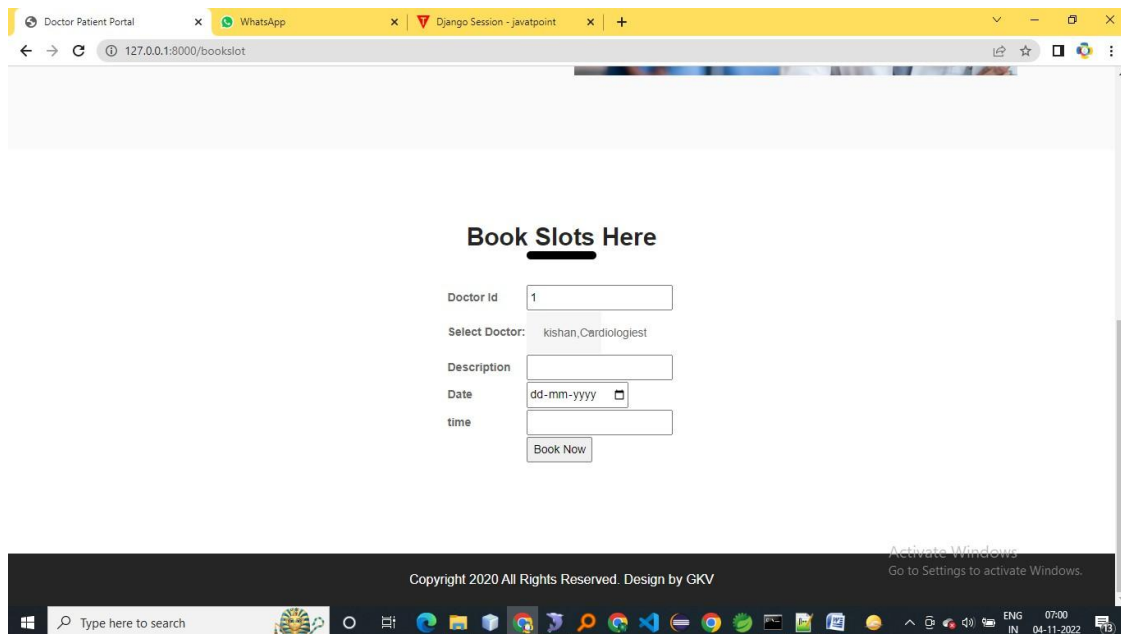 Doctor Patient Portal
WhatsApp
Django Session - javatpoint
127.0.0.1:8000/bookslot
Book Slots Here
Doctor Id 1
Select Doctor: kishan,Cardiologiest
Description
Date dd-mm-yyyy
time
Book Now
Activate Windows
Go to Settings to activate Windows.
Copyright 2020 All Rights Reserved. Design by GKV
Type here to search
ENG 07:00
IN 04-11-2022
13